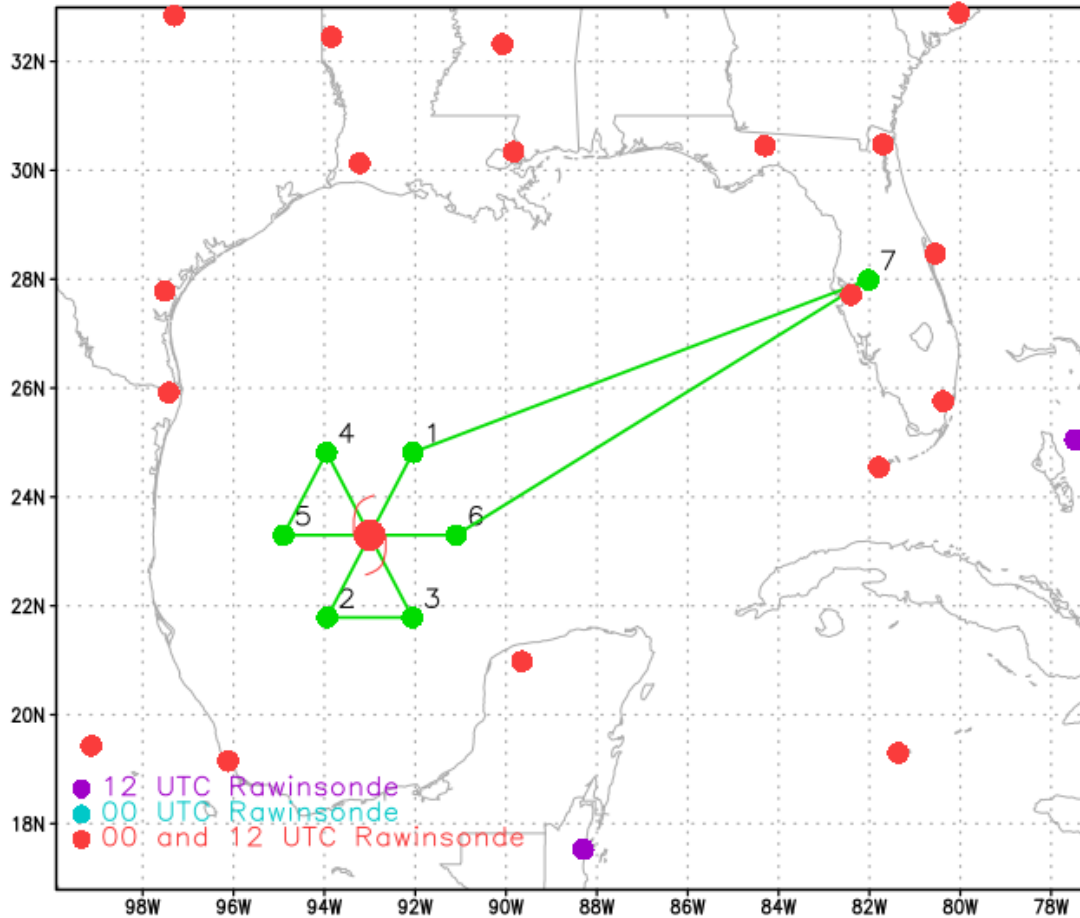 32N
30N
7
28N
26N
4 1
24N
5 6
22N
2 3
20N
12 UTC Rawinsonde
00 UTC Rawinsonde
00 and 12 UTC Rawinsonde
18N
98W 96W 94W 92W 90W 88W 86W 84W 82W 80W 78W